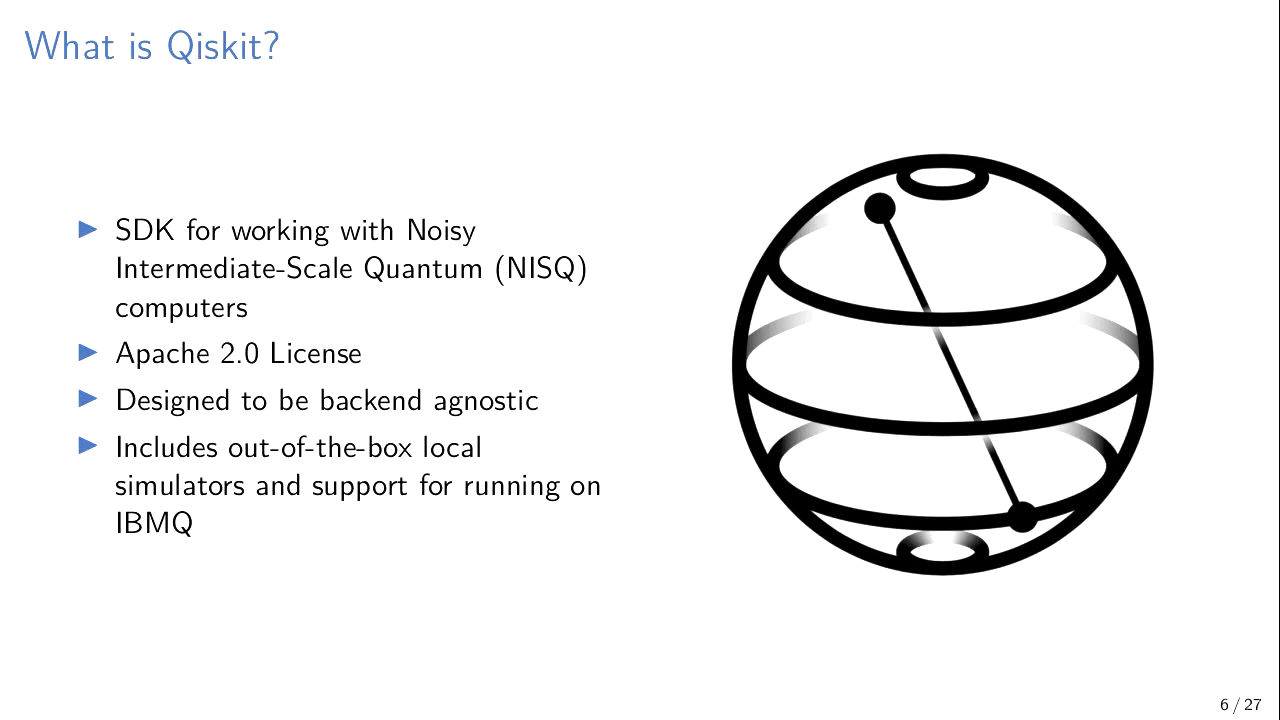 What is Qiskit?
SDK for working with Noisy
Intermediate-Scale Quantum (NISQ)
computers
Apache 2.0 License
Designed to be backend agnostic
Includes out-of-the-box local
simulators and support for running on
IBMQ
6 / 27